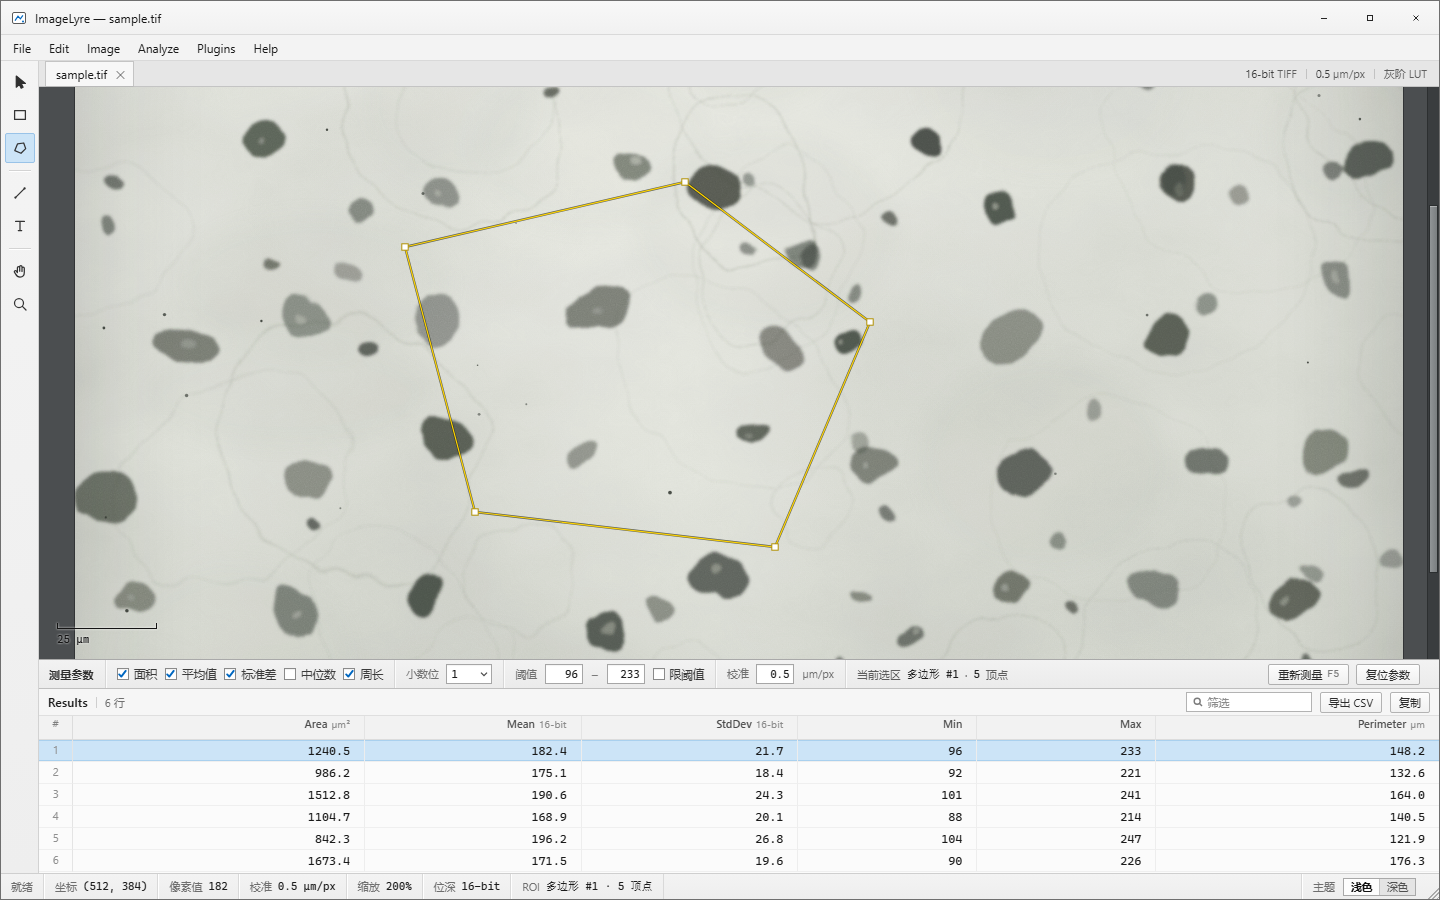 ImageLyre — sample.tif
File Edit Image Analyze Plugins Help
sample.tif
16-bit TIFF 0.5 µm/px 灰阶 LUT
25 µm
测量参数 面积 平均值 标准差 中位数 周长 小数位 1 阈值 96 – 233 限阈值 校准 0.5 µm/px 当前选区 多边形 #1 · 5 顶点 重新测量 F5 复位参数
Results 6 行 筛选 导出 CSV 复制
# Area µm² Mean 16-bit StdDev 16-bit Min Max Perimeter µm
1 1240.5 182.4 21.7 96 233 148.2
2 986.2 175.1 18.4 92 221 132.6
3 1512.8 190.6 24.3 101 241 164.0
4 1104.7 168.9 20.1 88 214 140.5
5 842.3 196.2 26.8 104 247 121.9
6 1673.4 171.5 19.6 90 226 176.3
就绪 坐标 (512, 384) 像素值 182 校准 0.5 µm/px 缩放 200% 位深 16-bit ROI 多边形 #1 · 5 顶点 主题 浅色 深色